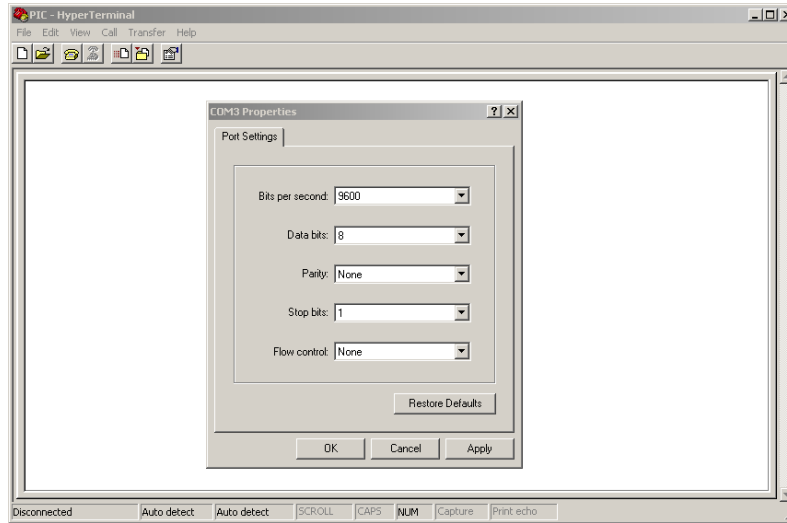 PIC - HyperTerminal
File Edit View Call Transfer Help
COM3 Properties
Port Settings
Bits per second: 9600
Data bits: 8
Parity: None
Stop bits: 1
Flow control: None
Restore Defaults
OK Cancel Apply
Disconnected Auto detect Auto detect SCROLL CAPS NUM Capture Print echo